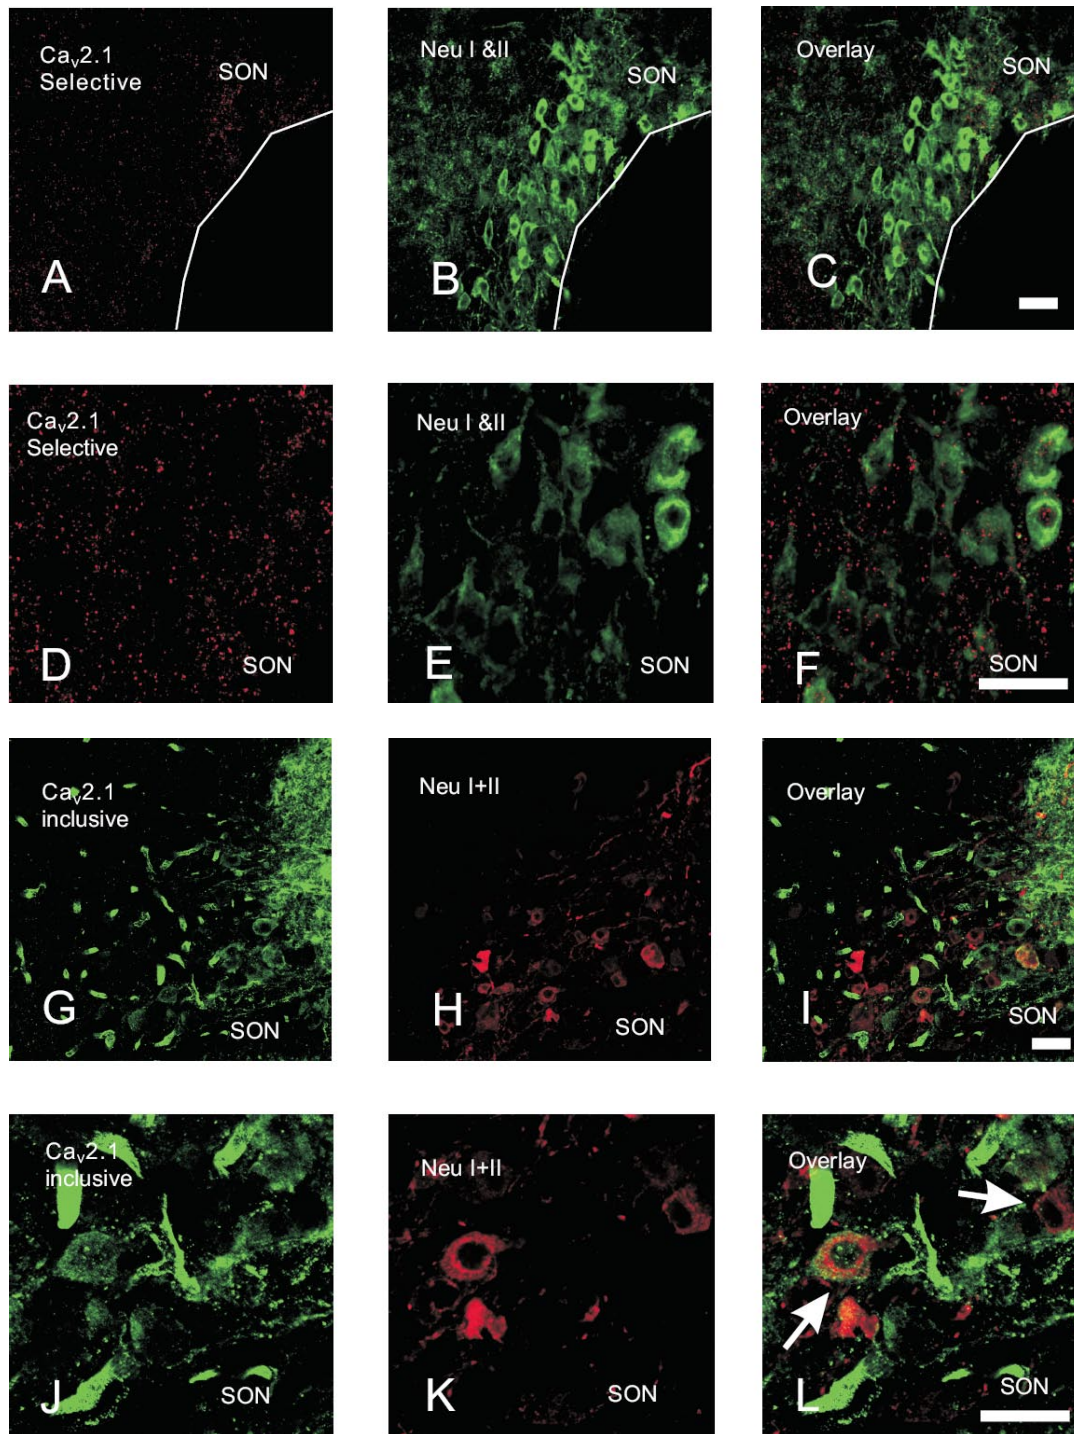 Caᵥ2.1
Selective
SON
A
Neu I &II
SON
B
Overlay
SON
C
Caᵥ2.1
Selective
D
SON
Neu I &II
E
SON
Overlay
F
SON
Caᵥ2.1
inclusive
G
SON
Neu I+II
H
SON
Overlay
I
SON
Caᵥ2.1
inclusive
J
SON
Neu I+II
K
SON
Overlay
L
SON